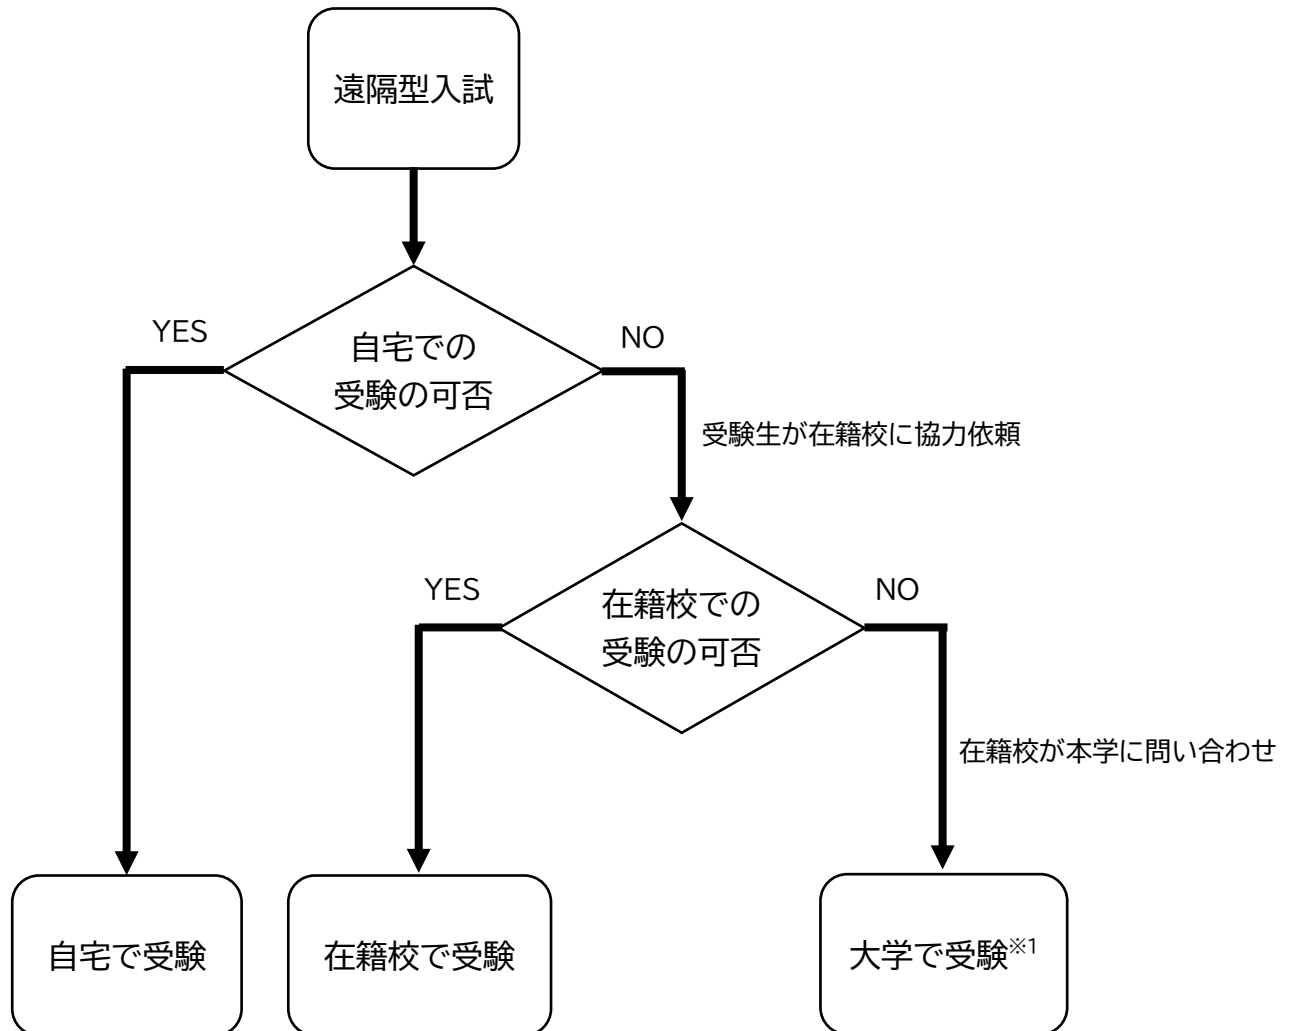 遠隔型入試
YES
自宅での
受験の可否
NO
受験生が在籍校に協力依頼
YES
在籍校での
受験の可否
NO
在籍校が本学に問い合わせ
自宅で受験
在籍校で受験
大学で受験※1